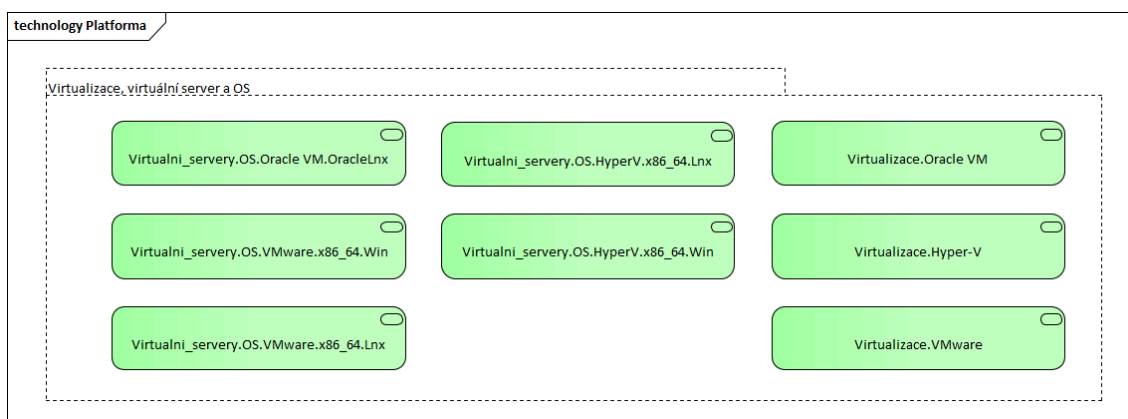 technology Platforma
Virtualizace, virtuální server a OS
Virtualni_servery.OS.Oracle VM.OracleLnx
Virtualni_servery.OS.HyperV.x86_64.Lnx
Virtualizace.Oracle VM
Virtualni_servery.OS.VMware.x86_64.Win
Virtualni_servery.OS.HyperV.x86_64.Win
Virtualizace.Hyper-V
Virtualni_servery.OS.VMware.x86_64.Lnx
Virtualizace.VMware